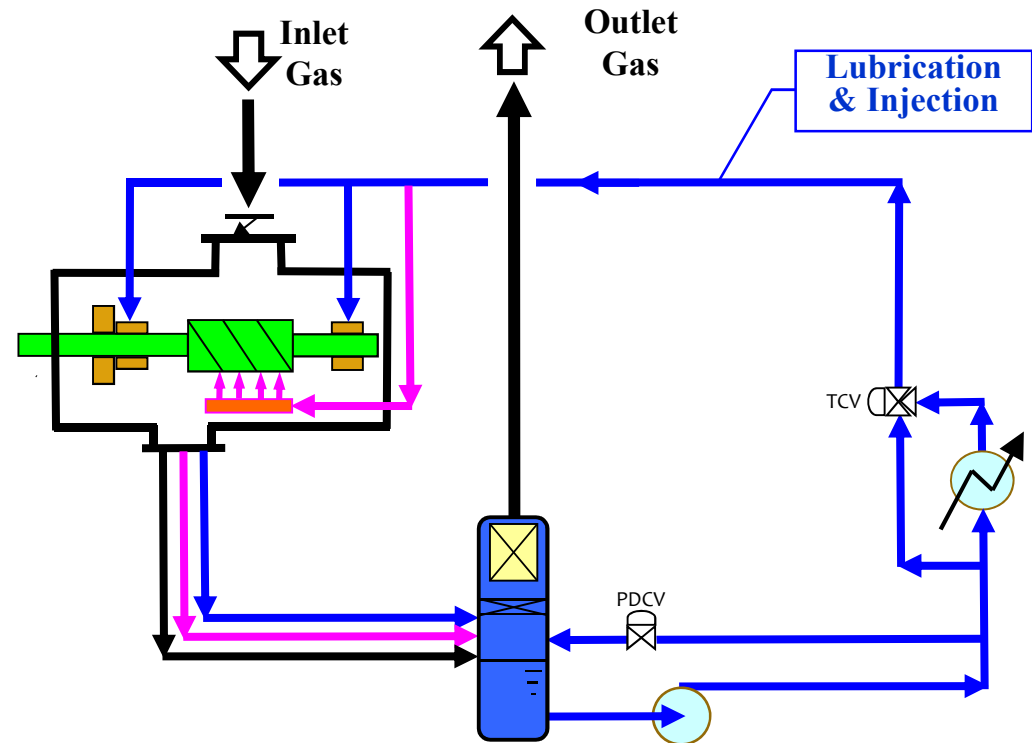 Inlet
Gas
Outlet
Gas
Lubrication
& Injection
TCV
PDCV